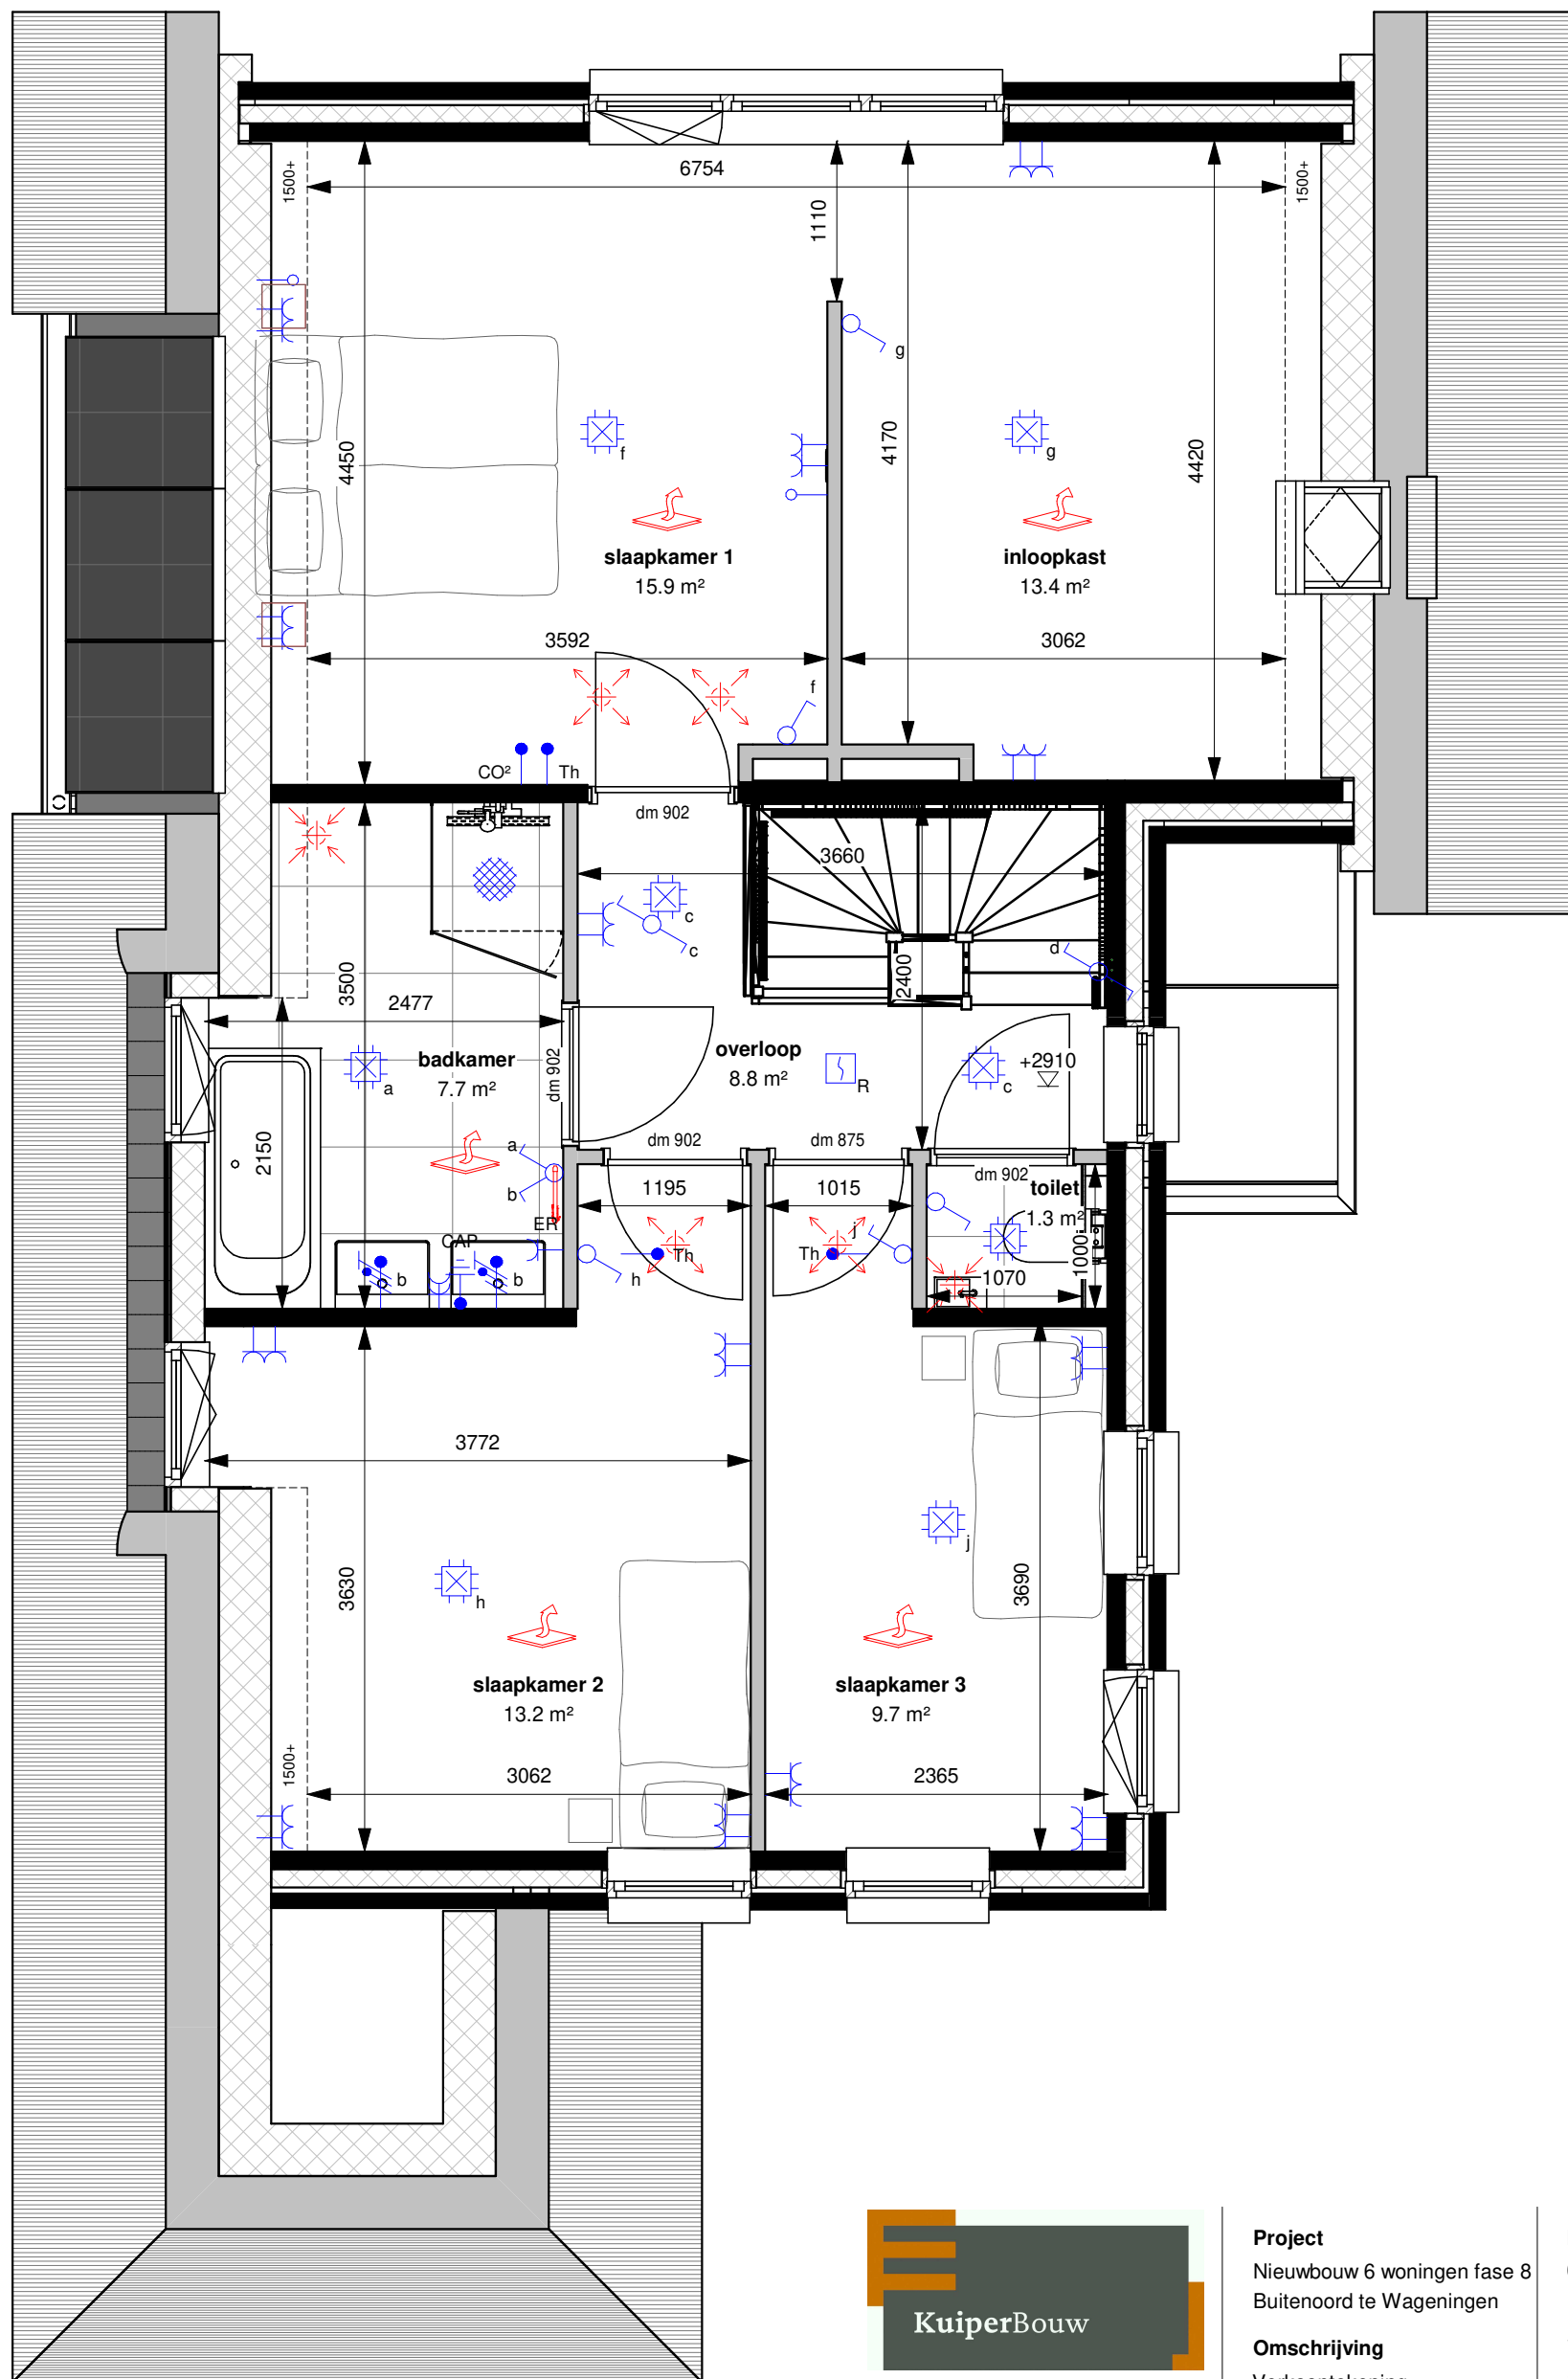 6754
1500+
1500+
1110
g
4450
f
4170
g
4420
slaapkamer 1
15.9 m²
inloopkast
13.4 m²
3592
3062
f
CO²
Th
dm 902
3660
c
c
d
3500
2400
2477
badkamer
7.7 m²
a
dm 902
overloop
8.8 m²
R
c
+2910
2150
a
b
dm 902
dm 875
dm 902
toilet
1.3 m²
1195
1015
1000
ER
CAP
Th
Th
j
h
1070
b
b
3772
3630
h
j
3690
slaapkamer 2
13.2 m²
slaapkamer 3
9.7 m²
1500+
3062
2365
KuiperBouw
Project
Nieuwbouw 6 woningen fase 8
Buitenoord te Wageningen
Omschrijving